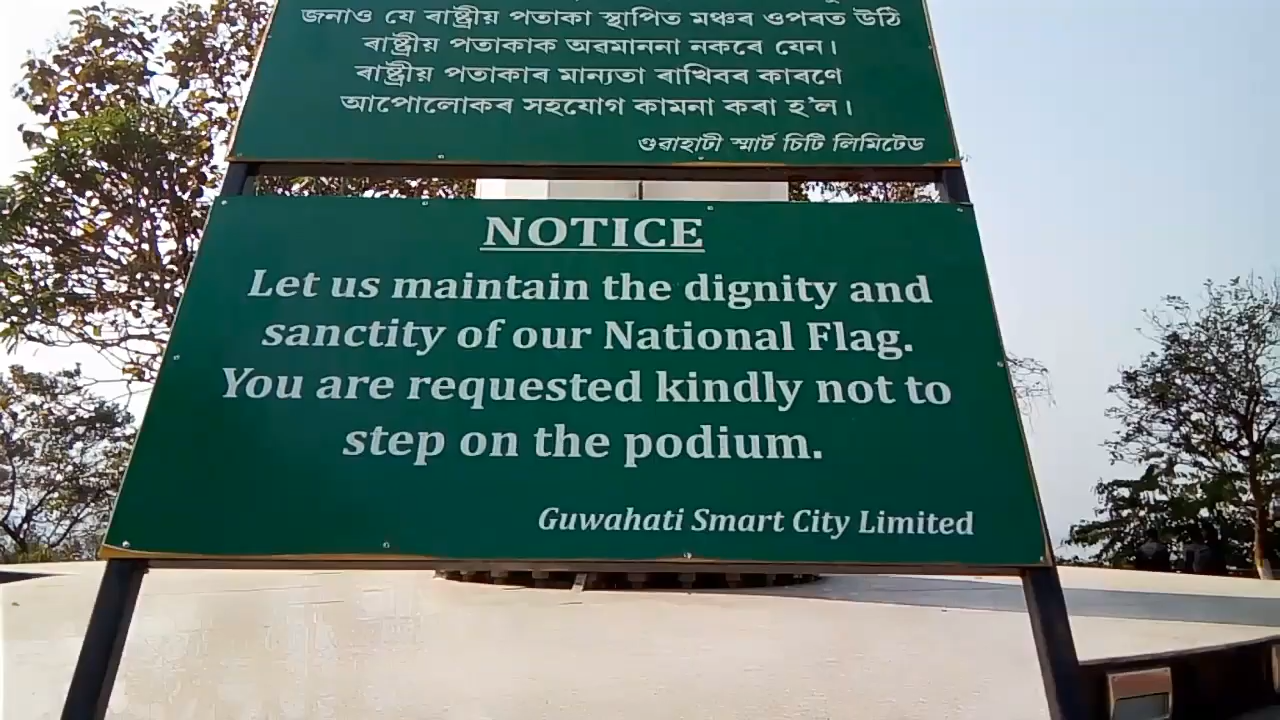 জনাও যে ৰাষ্ট্ৰীয় পতাকা স্থাপিত মঞ্চৰ ওপৰত উঠি
ৰাষ্ট্ৰীয় পতাকাক অৱমাননা নকৰে যেন।
ৰাষ্ট্ৰীয় পতাকাৰ মান্যতা ৰাখিবৰ কাৰণে
আপোলোকৰ সহযোগ কামনা কৰা হ'ল।
গুৱাহাটী স্মাৰ্ট চিটি লিমিটেড
NOTICE
Let us maintain the dignity and
sanctity of our National Flag.
You are requested kindly not to
step on the podium.
Guwahati Smart City Limited